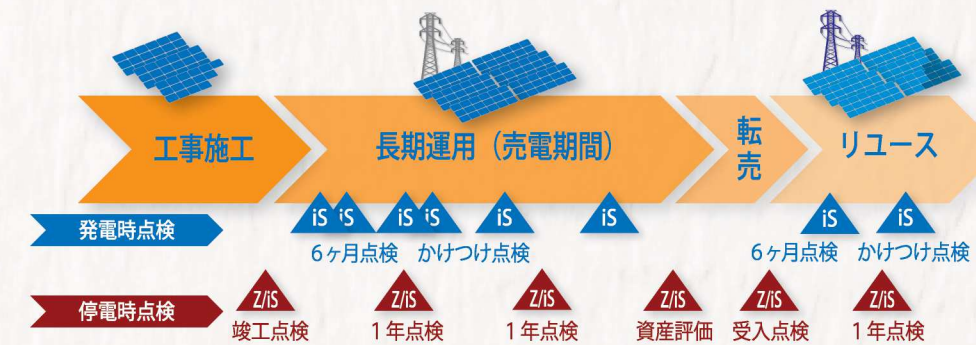 工事施工
長期運用（売電期間）
転売
リユース
発電時点検
iS iS iS iS iS iS iS iS
6ヶ月点検 かけつけ点検 6ヶ月点検 かけつけ点検
停電時点検
Z/iS Z/iS Z/iS Z/iS Z/iS Z/iS
竣工点検 1年点検 1年点検 資産評価 受入点検 1年点検